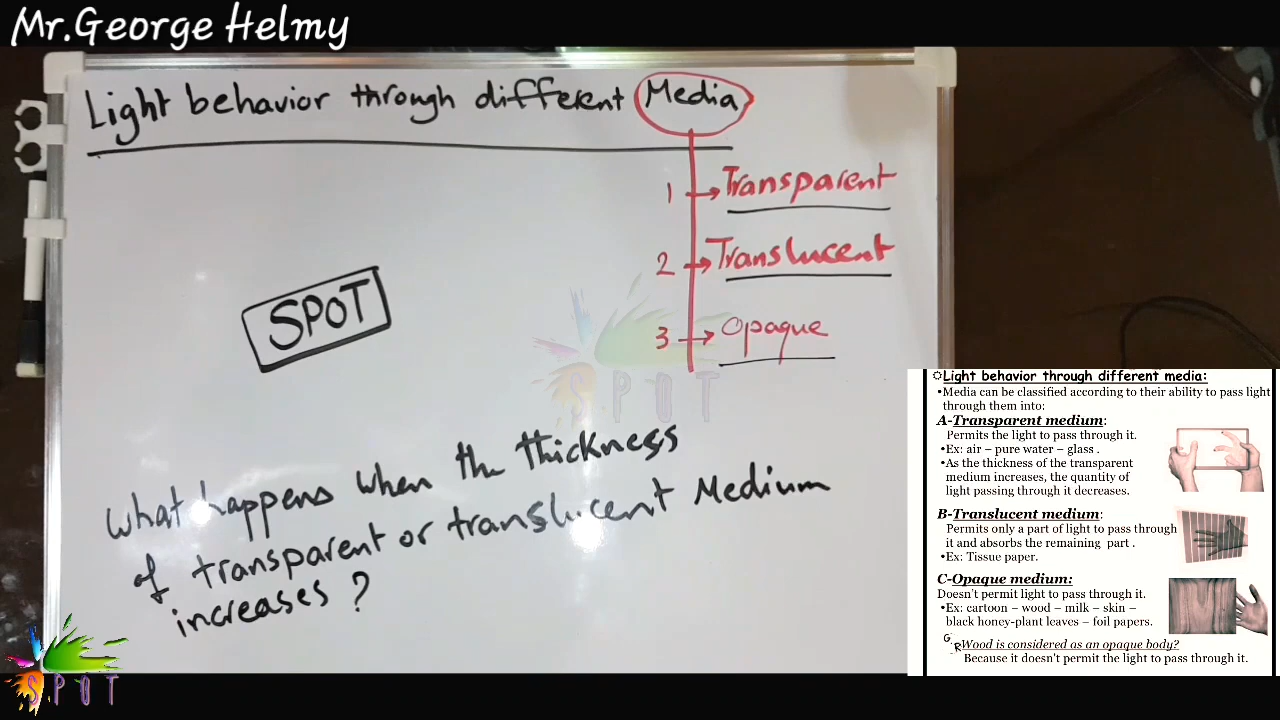 Mr.George Helmy
Light behavior through different Media
1 → Transparent
2 → Translucent
3 → Opaque
SPOT
SPOT
What happens when the thickness
of transparent or translucent Medium
increases ?
☼Light behavior through different media:
•Media can be classified according to their ability to pass light
through them into:
A-Transparent medium:
Permits the light to pass through it.
•Ex: air – pure water – glass .
•As the thickness of the transparent
medium increases, the quantity of
light passing through it decreases.
B-Translucent medium:
Permits only a part of light to pass through
it and absorbs the remaining part .
•Ex: Tissue paper.
C-Opaque medium:
Doesn't permit light to pass through it.
•Ex: cartoon – wood – milk – skin –
black honey-plant leaves – foil papers.
G.R Wood is considered as an opaque body?
Because it doesn't permit the light to pass through it.
SPOT